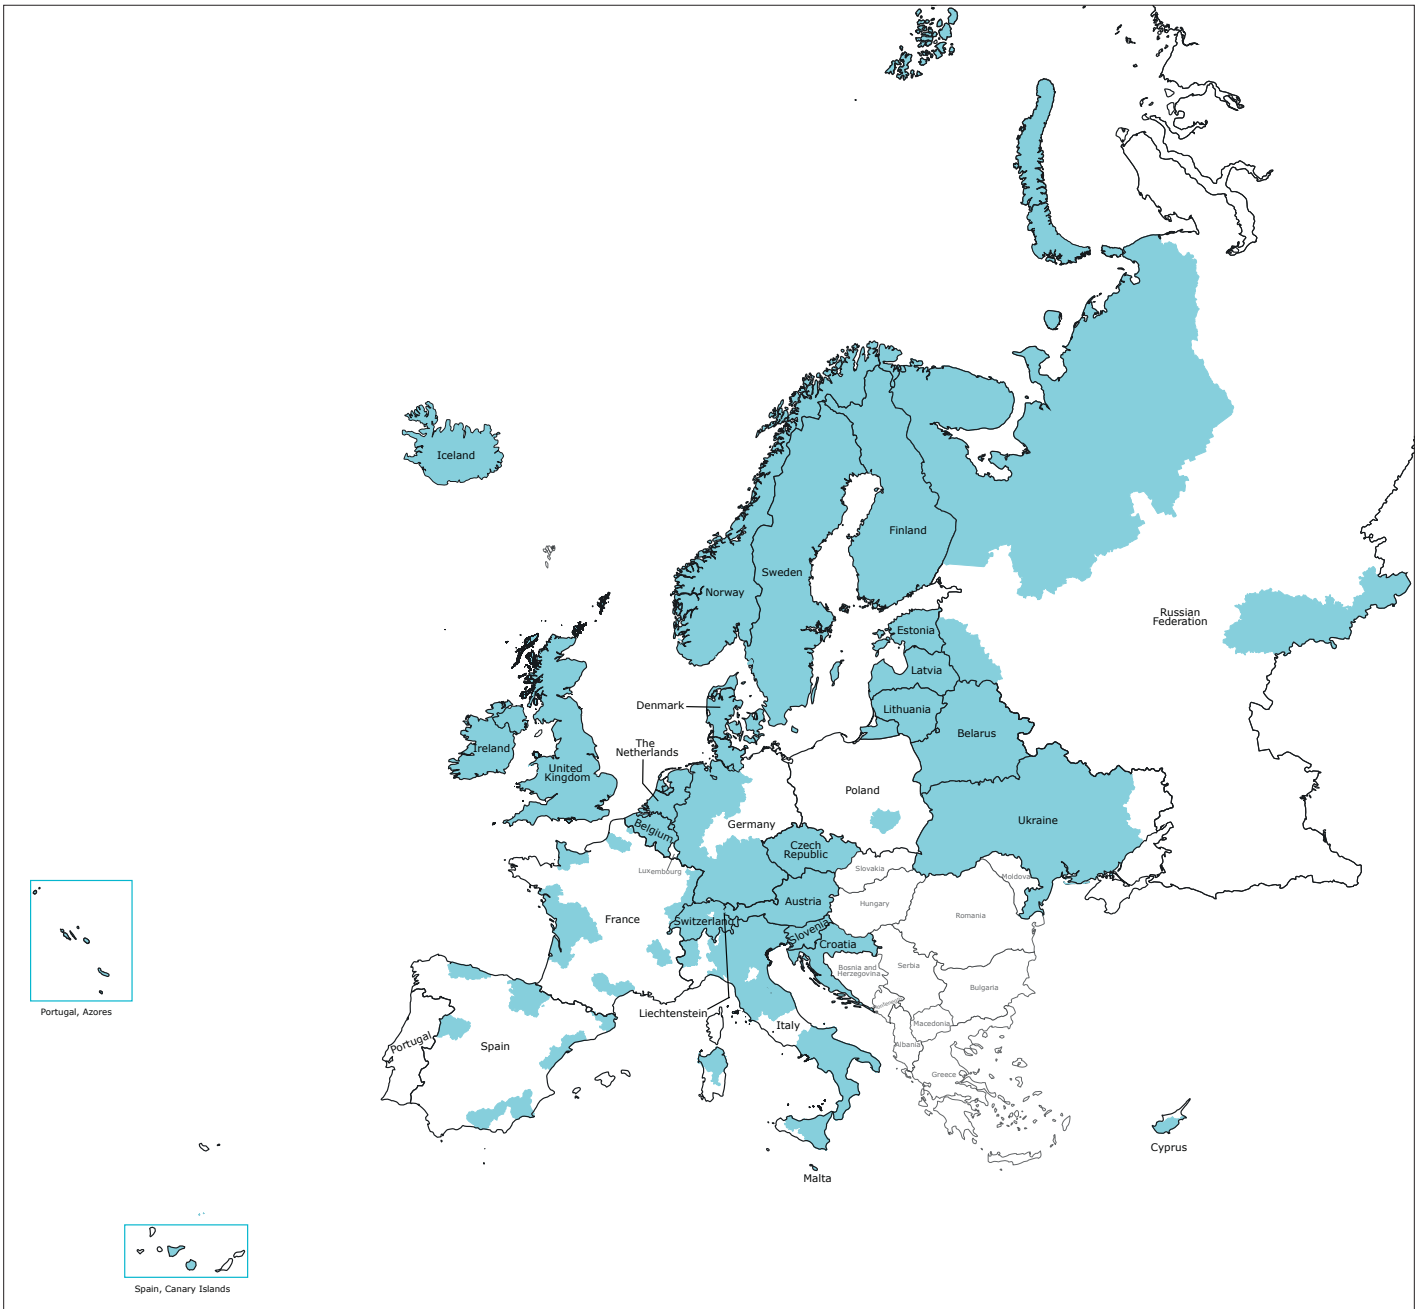 Iceland
Finland
Sweden
Norway
Russian
Federation
Estonia
Latvia
Denmark
Lithuania
Belarus
The
Netherlands
Ireland
United
Kingdom
Poland
Germany
Belgium
Ukraine
Czech
Republic
Luxembourg
Slovakia
Moldova
Austria
Hungary
France
Switzerland
Romania
Slovenia
Croatia
Serbia
Bosnia and
Herzegovina
Bulgaria
Portugal, Azores
Liechtenstein
Italy
Macedonia
Portugal
Spain
Albania
Greece
Cyprus
Malta
Spain, Canary Islands